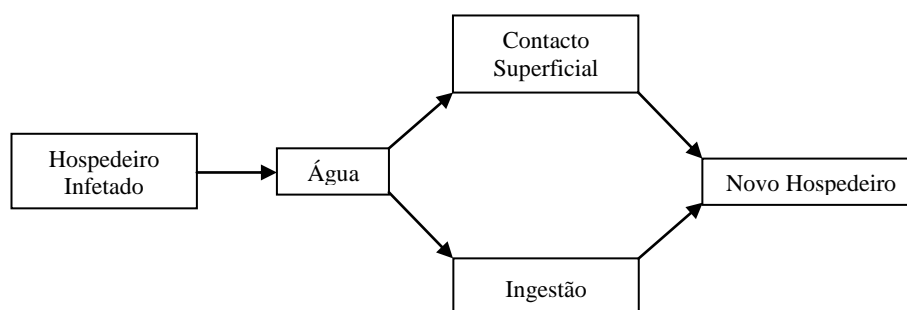 Contacto
Superficial
Hospedeiro
Infetado
Água
Novo Hospedeiro
Ingestão